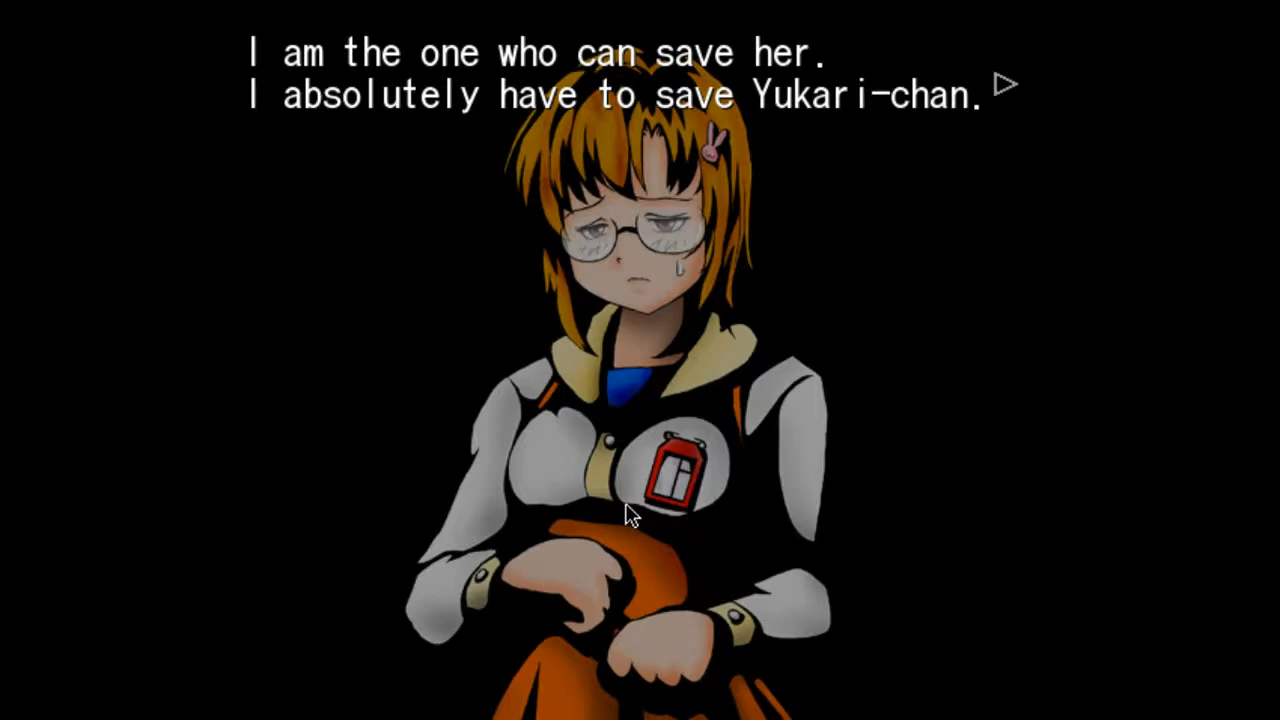 I am the one who can save her.
I absolutely have to save Yukari-chan.